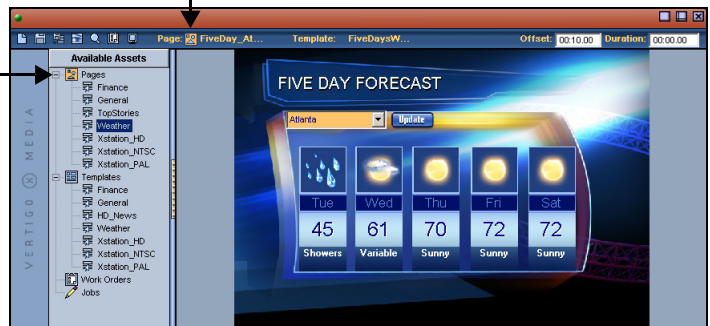 Page: FiveDay_At... Template: FiveDaysW... Offset: 00:10.00 Duration: 00:00.00
Available Assets
Pages
Finance
General
TopStories
Weather
Xstation_HD
Xstation_NTSC
Xstation_PAL
Templates
Finance
General
HD_News
Weather
Xstation_HD
Xstation_NTSC
Xstation_PAL
Work Orders
Jobs
VERTIGO X MEDIA
FIVE DAY FORECAST
Atlanta Update
Tue Wed Thu Fri Sat
45 61 70 72 72
Showers Variable Sunny Sunny Sunny